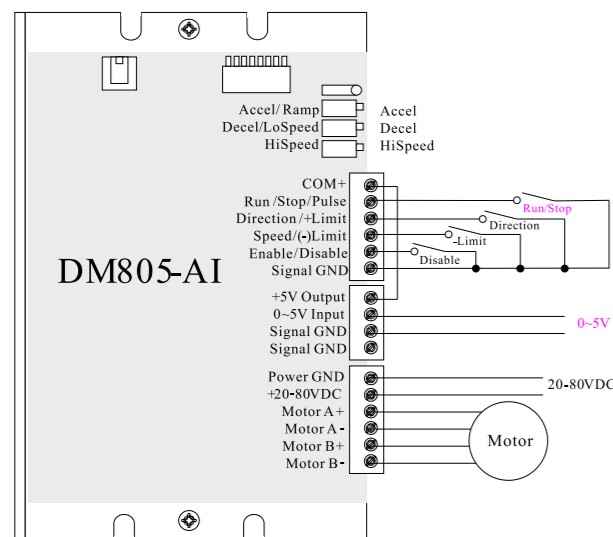 Accel/Ramp Accel
Decel/LoSpeed Decel
HiSpeed HiSpeed
COM+
Run/Stop/Pulse Run/Stop
Direction/+Limit Direction
Speed/(-)Limit -Limit
Enable/Disable Disable
Signal GND
DM805-AI
+5V Output
0~5V Input 0~5V
Signal GND
Signal GND
Power GND
+20-80VDC 20-80VDC
Motor A+
Motor A-
Motor B+ Motor
Motor B-